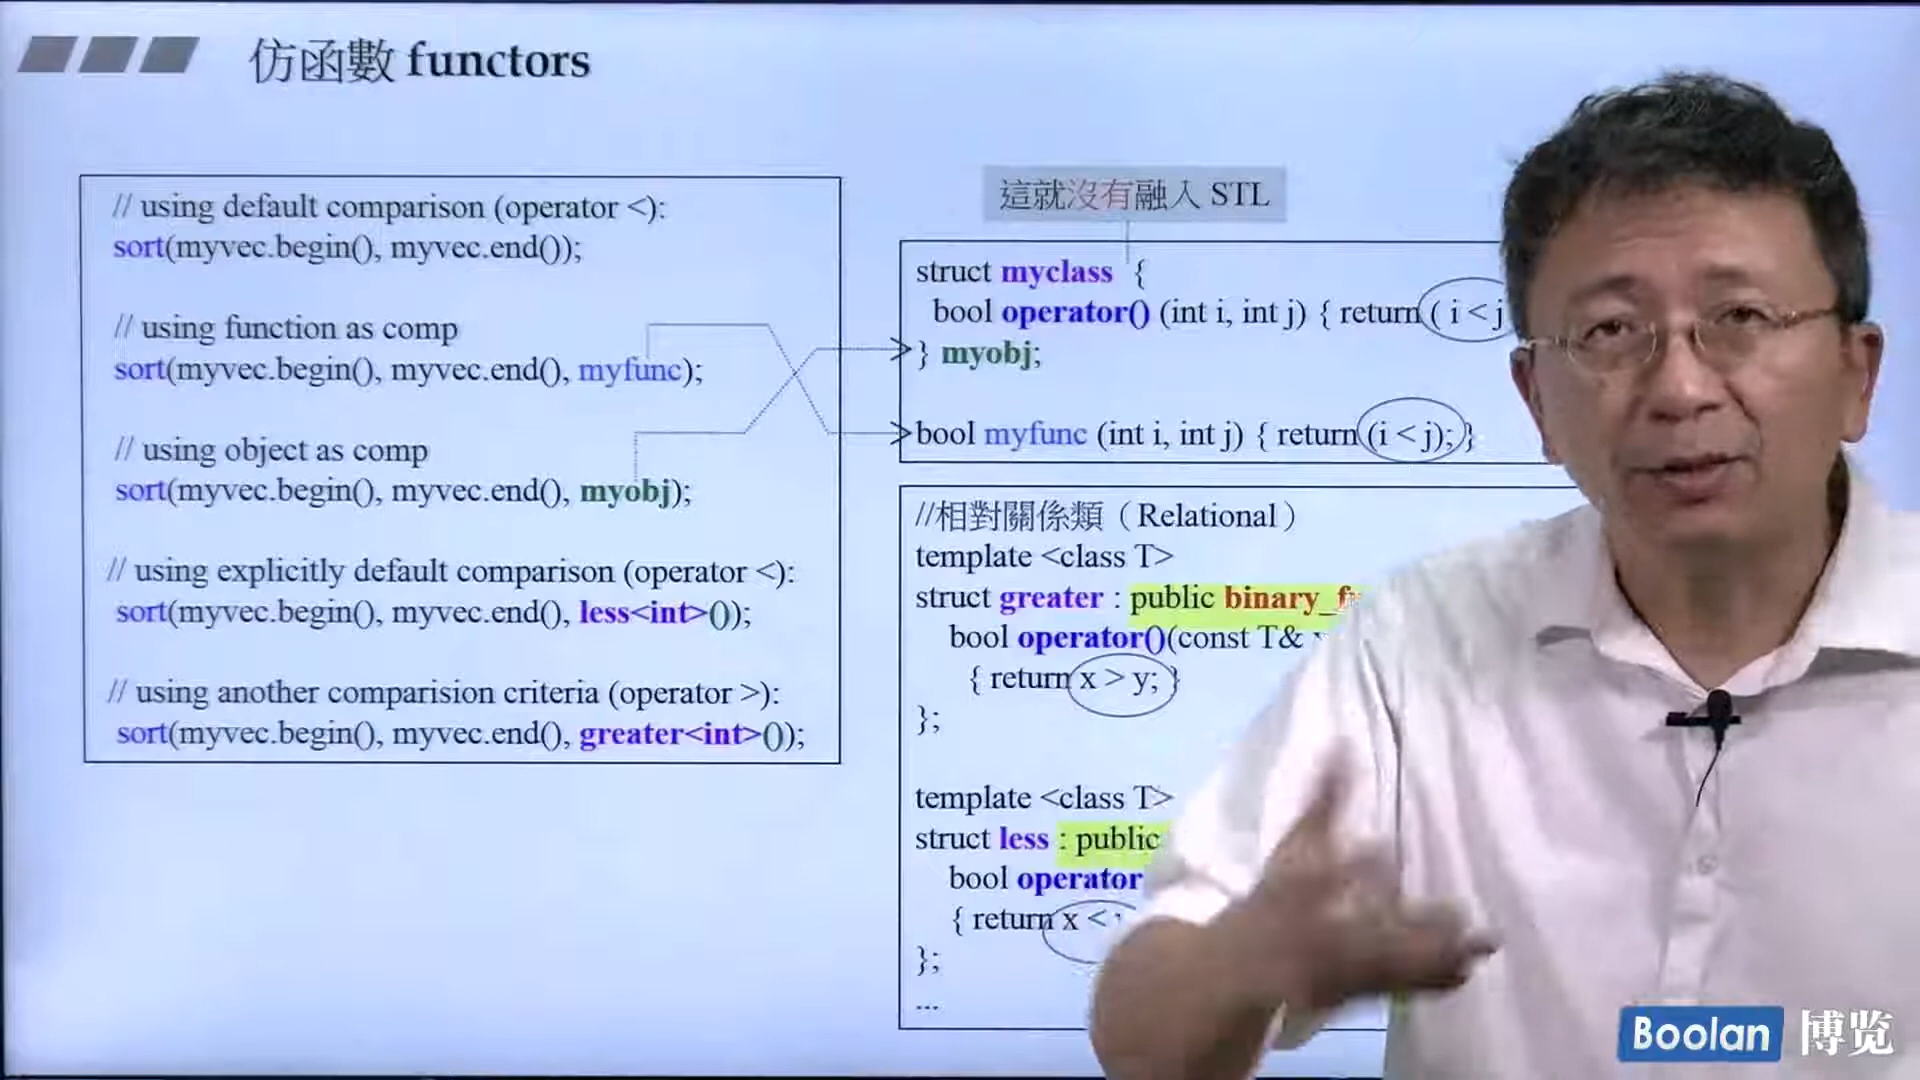 仿函數 functors
// using default comparison (operator <):
sort(myvec.begin(), myvec.end());
// using function as comp
sort(myvec.begin(), myvec.end(), myfunc);
// using object as comp
sort(myvec.begin(), myvec.end(), myobj);
// using explicitly default comparison (operator <):
sort(myvec.begin(), myvec.end(), less<int>());
// using another comparision criteria (operator >):
sort(myvec.begin(), myvec.end(), greater<int>());
這就沒有融入 STL
struct myclass {
bool operator() (int i, int j) { return ( i < j
} myobj;
bool myfunc (int i, int j) { return (i < j); }
//相對關係類（Relational）
template <class T>
struct greater : public
bool operator()(const T&
{ return x > y; }
};
template <class T>
struct less : public
bool operator
{ return x <
};
...
Boolan 博览